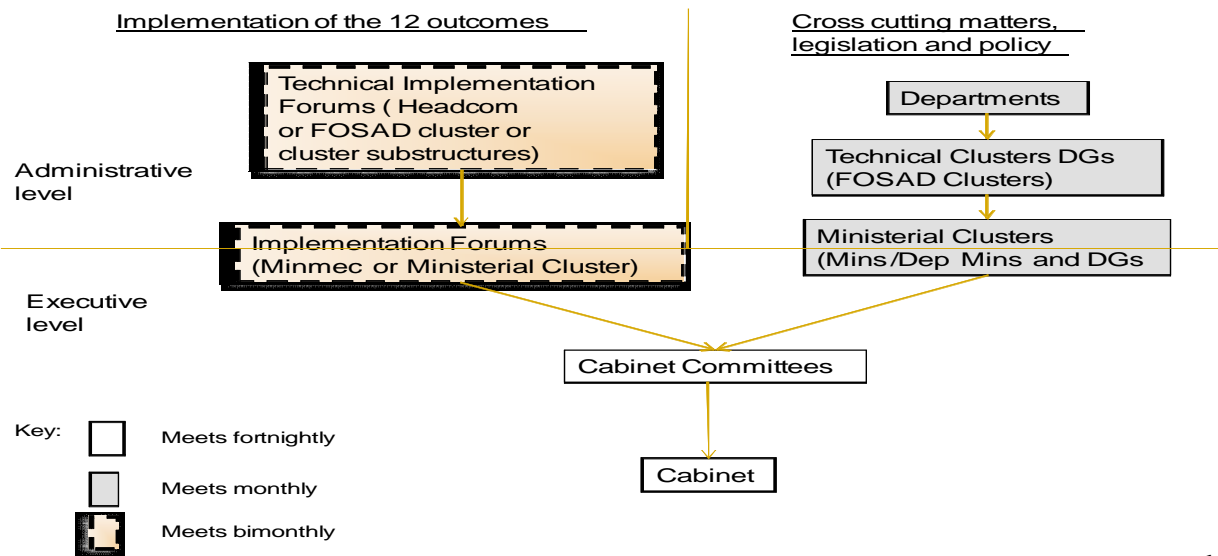 Implementation of the 12 outcomes
Cross cutting matters,
legislation and policy
Technical Implementation
Forums ( Headcom
or FOSAD cluster or
cluster substructures)
Departments
Administrative
level
Technical Clusters DGs
(FOSAD Clusters)
Implementation Forums
(Minmec or Ministerial Cluster)
Ministerial Clusters
(Mins /Dep Mins and DGs
Executive
level
Cabinet Committees
Key:
Meets fortnightly
Cabinet
Meets monthly
Meets bimonthly